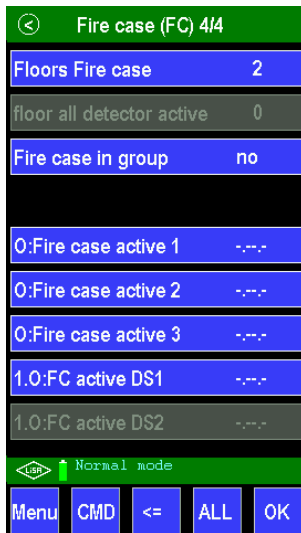 Fire case (FC) 4/4
Floors Fire case 2
floor all detector active 0
Fire case in group no
O:Fire case active 1 -.--.-
O:Fire case active 2 -.--.-
O:Fire case active 3 -.--.-
1.O:FC active DS1 -.--.-
1.O:FC active DS2 -.--.-
LiSA Normal mode
Menu CMD <= ALL OK